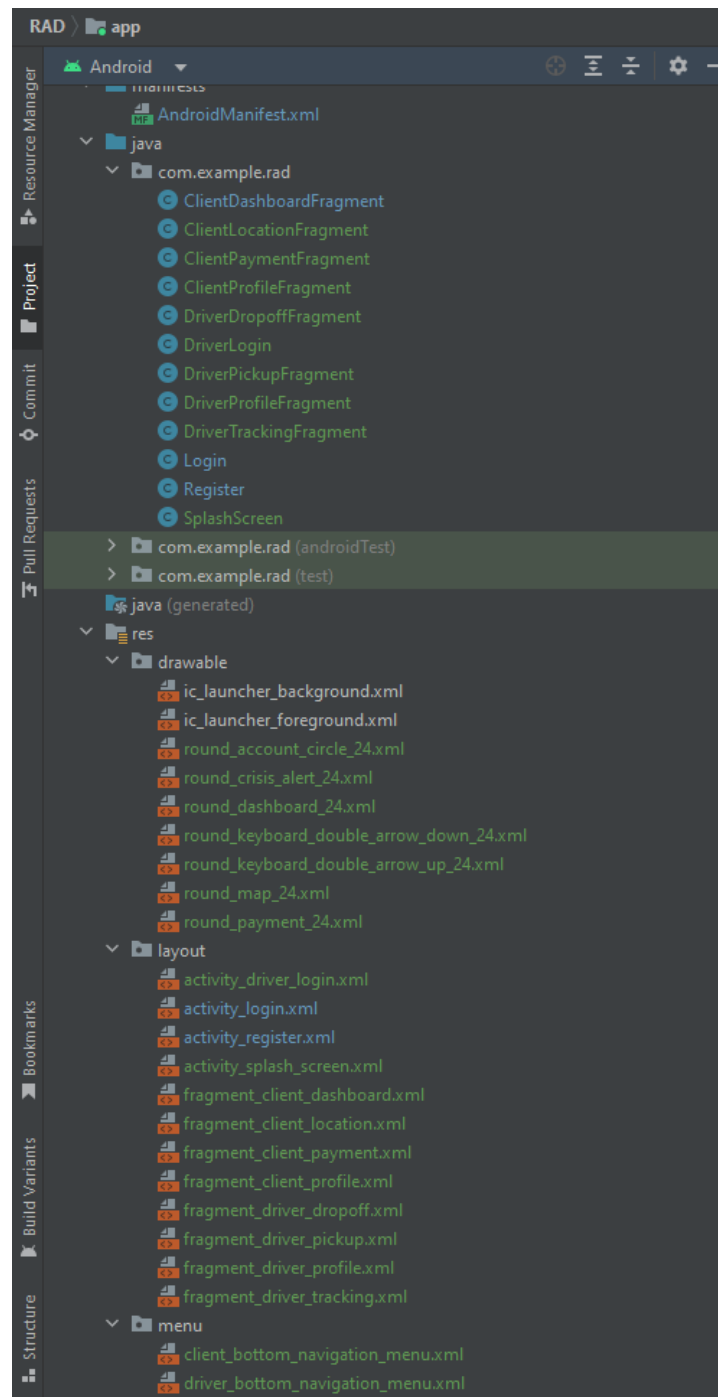 RAD app
Android
manifests
MF AndroidManifest.xml
java
com.example.rad
C ClientDashboardFragment
C ClientLocationFragment
C ClientPaymentFragment
C ClientProfileFragment
C DriverDropoffFragment
C DriverLogin
C DriverPickupFragment
C DriverProfileFragment
C DriverTrackingFragment
C Login
C Register
C SplashScreen
com.example.rad (androidTest)
com.example.rad (test)
java (generated)
res
drawable
ic_launcher_background.xml
ic_launcher_foreground.xml
round_account_circle_24.xml
round_crisis_alert_24.xml
round_dashboard_24.xml
round_keyboard_double_arrow_down_24.xml
round_keyboard_double_arrow_up_24.xml
round_map_24.xml
round_payment_24.xml
layout
activity_driver_login.xml
activity_login.xml
activity_register.xml
activity_splash_screen.xml
fragment_client_dashboard.xml
fragment_client_location.xml
fragment_client_payment.xml
fragment_client_profile.xml
fragment_driver_dropoff.xml
fragment_driver_pickup.xml
fragment_driver_profile.xml
fragment_driver_tracking.xml
menu
client_bottom_navigation_menu.xml
driver_bottom_navigation_menu.xml
Resource Manager
Project
Commit
Pull Requests
Bookmarks
Build Variants
Structure